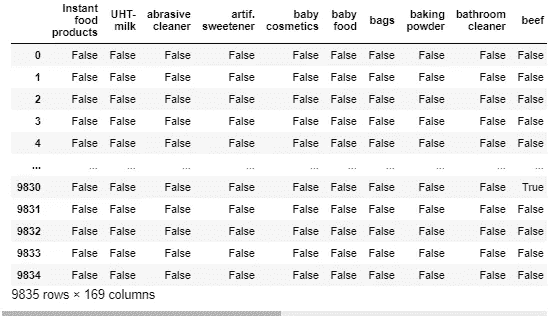 Instant food products UHT-milk abrasive cleaner artif. sweetener baby cosmetics baby food bags baking powder bathroom cleaner beef
0 False False False False False False False False False False
1 False False False False False False False False False False
2 False False False False False False False False False False
3 False False False False False False False False False False
4 False False False False False False False False False False
... ... ... ... ... ... ... ... ... ... ...
9830 False False False False False False False False False True
9831 False False False False False False False False False False
9832 False False False False False False False False False False
9833 False False False False False False False False False False
9834 False False False False False False False False False False
9835 rows × 169 columns